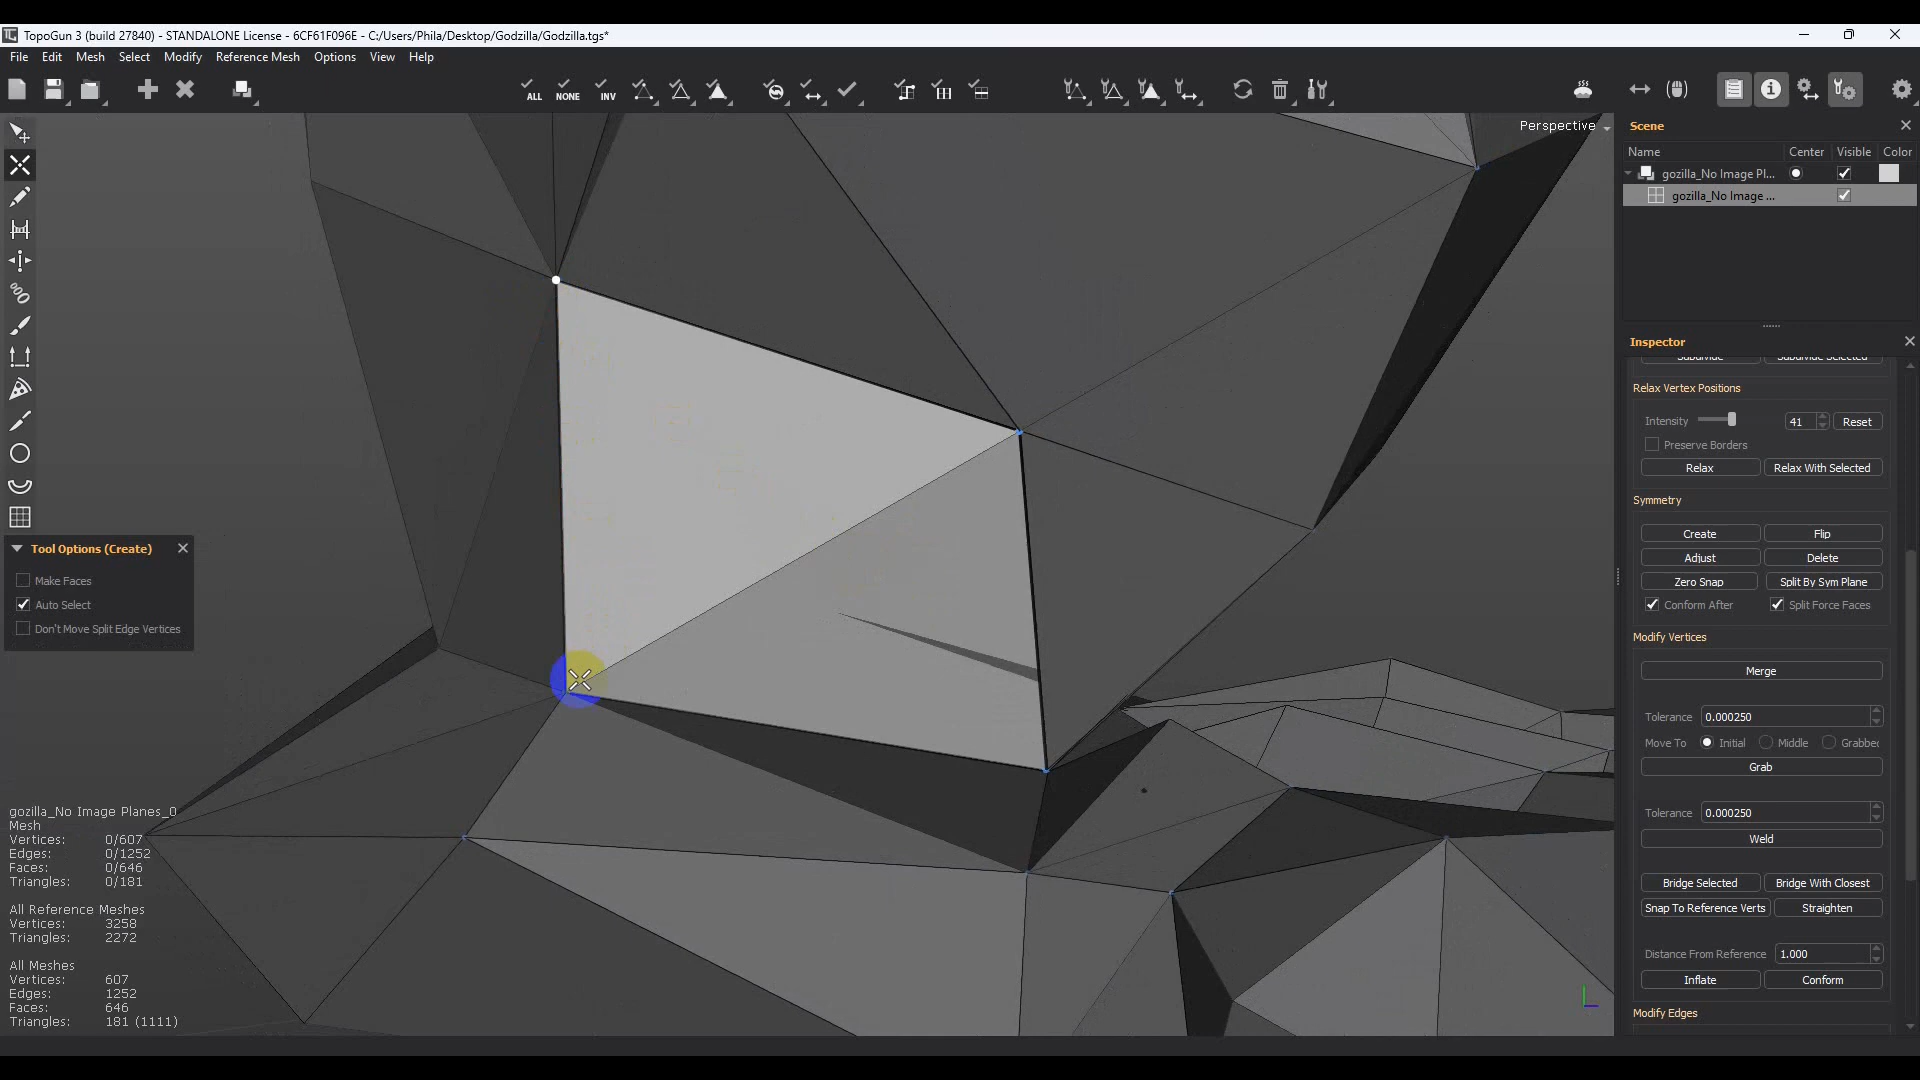 TopoGun 3 (build 27840) - STANDALONE License - 6CF61F096E - C:/Users/Phila/Desktop/Godzilla/Godzilla.tgs*
File Edit Mesh Select Modify Reference Mesh Options View Help
ALL NONE INV
Perspective
Scene
Name Center Visible Color
gozilla_No Image Pl...
gozilla_No Image ...
Inspector
Subdivide Subdivide Selected
Relax Vertex Positions
Intensity 41 Reset
Preserve Borders
Relax Relax With Selected
Symmetry
Create Flip
Adjust Delete
Zero Snap Split By Sym Plane
Conform After Split Force Faces
Modify Vertices
Merge
Tolerance 0.000250
Move To Initial Middle Grabbed
Grab
Tolerance 0.000250
Weld
Bridge Selected Bridge With Closest
Snap To Reference Verts Straighten
Distance From Reference 1.000
Inflate Conform
Modify Edges
Tool Options (Create)
Make Faces
Auto Select
Don't Move Split Edge Vertices
gozilla_No Image Planes_0
Mesh
Vertices: 0/607
Edges: 0/1252
Faces: 0/646
Triangles: 0/181
All Reference Meshes
Vertices: 3258
Triangles: 2272
All Meshes
Vertices: 607
Edges: 1252
Faces: 646
Triangles: 181 (1111)